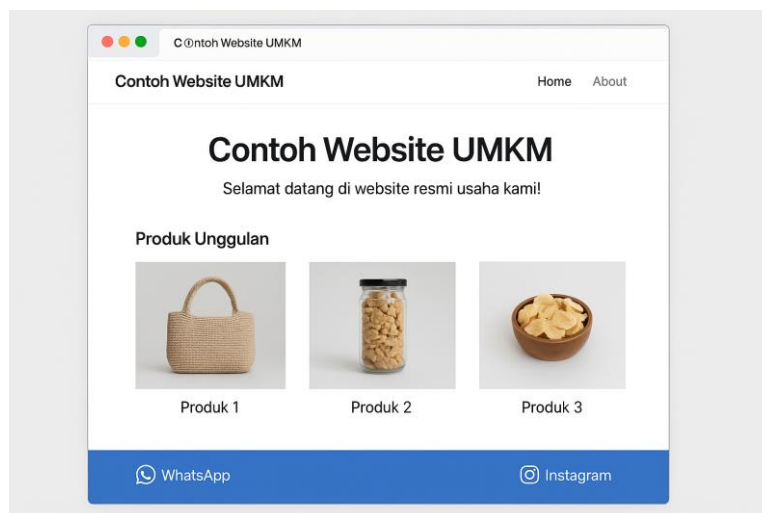 C①ntoh Website UMKM
Contoh Website UMKM
Home About
Contoh Website UMKM
Selamat datang di website resmi usaha kami!
Produk Unggulan
Produk 1 Produk 2 Produk 3
WhatsApp Instagram